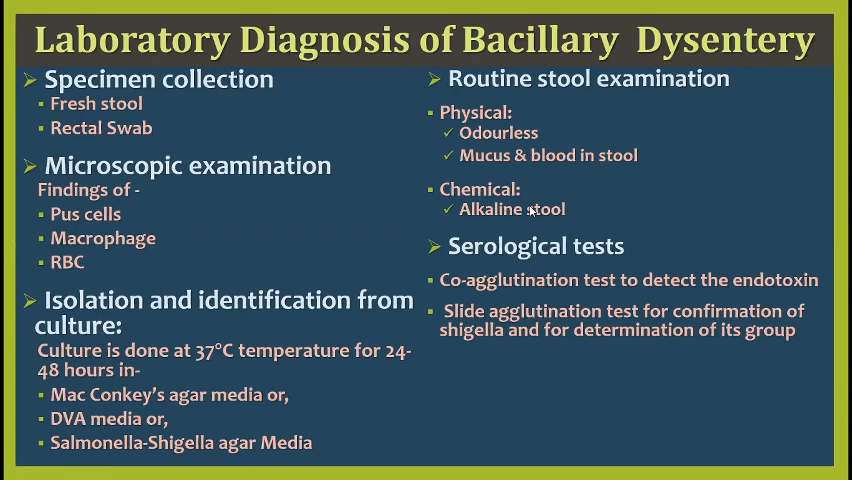 Laboratory Diagnosis of Bacillary Dysentery
Specimen collection
Fresh stool
Rectal Swab
Microscopic examination
Findings of -
Pus cells
Macrophage
RBC
Isolation and identification from
culture:
Culture is done at 37°C temperature for 24-
48 hours in-
Mac Conkey's agar media or,
DVA media or,
Salmonella-Shigella agar Media
Routine stool examination
Physical:
Odourless
Mucus & blood in stool
Chemical:
Alkaline stool
Serological tests
Co-agglutination test to detect the endotoxin
Slide agglutination test for confirmation of
shigella and for determination of its group